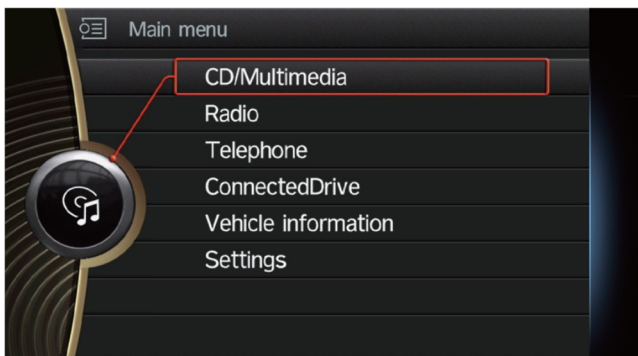 Main menu
CD/Multimedia
Radio
Telephone
ConnectedDrive
Vehicle information
Settings